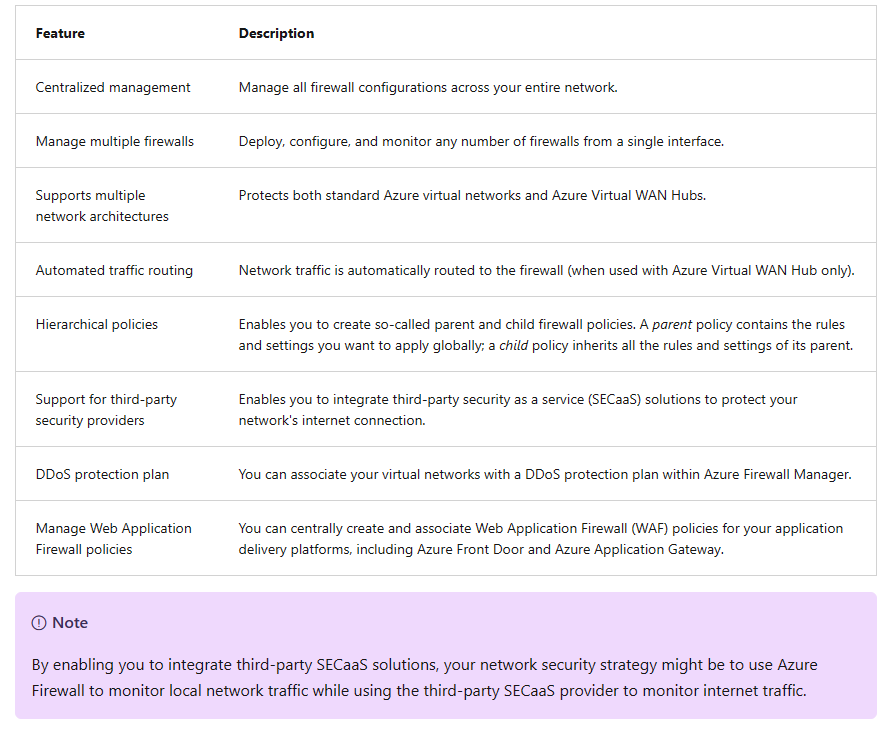 Feature Description
Centralized management Manage all firewall configurations across your entire network.
Manage multiple firewalls Deploy, configure, and monitor any number of firewalls from a single interface.
Supports multiple
network architectures
Protects both standard Azure virtual networks and Azure Virtual WAN Hubs.
Automated traffic routing Network traffic is automatically routed to the firewall (when used with Azure Virtual WAN Hub only).
Hierarchical policies Enables you to create so-called parent and child firewall policies. A parent policy contains the rules
and settings you want to apply globally; a child policy inherits all the rules and settings of its parent.
Support for third-party
security providers
Enables you to integrate third-party security as a service (SECaaS) solutions to protect your
network's internet connection.
DDoS protection plan You can associate your virtual networks with a DDoS protection plan within Azure Firewall Manager.
Manage Web Application
Firewall policies
You can centrally create and associate Web Application Firewall (WAF) policies for your application
delivery platforms, including Azure Front Door and Azure Application Gateway.
Note
By enabling you to integrate third-party SECaaS solutions, your network security strategy might be to use Azure
Firewall to monitor local network traffic while using the third-party SECaaS provider to monitor internet traffic.